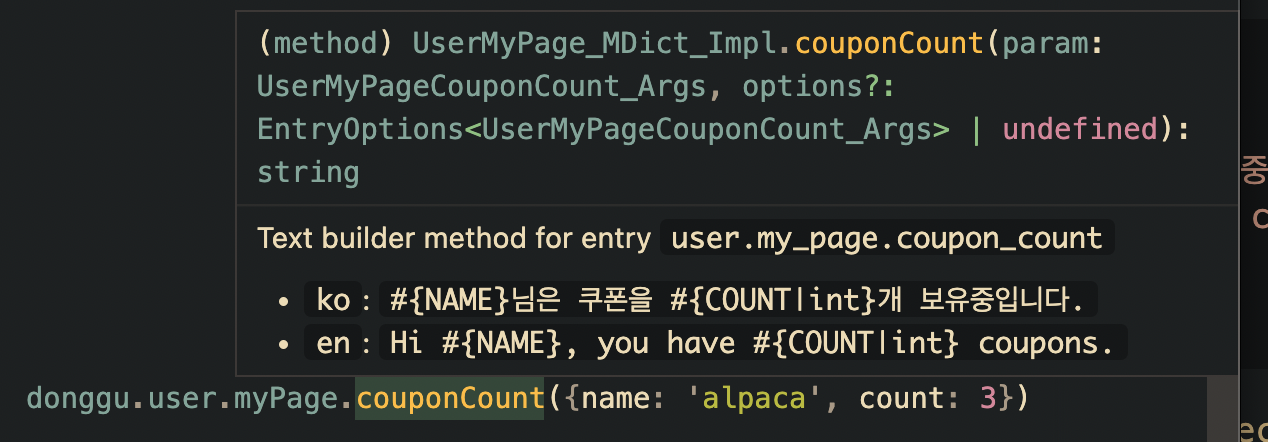 (method) UserMyPage_MDict_Impl.couponCount(param:
UserMyPageCouponCount_Args, options?:
EntryOptions<UserMyPageCouponCount_Args> | undefined):
string
Text builder method for entry user.my_page.coupon_count
• ko : #{NAME}님은 쿠폰을 #{COUNT|int}개 보유중입니다.
• en : Hi #{NAME}, you have #{COUNT|int} coupons.
donggu.user.myPage.couponCount({name: 'alpaca', count: 3})
중
c